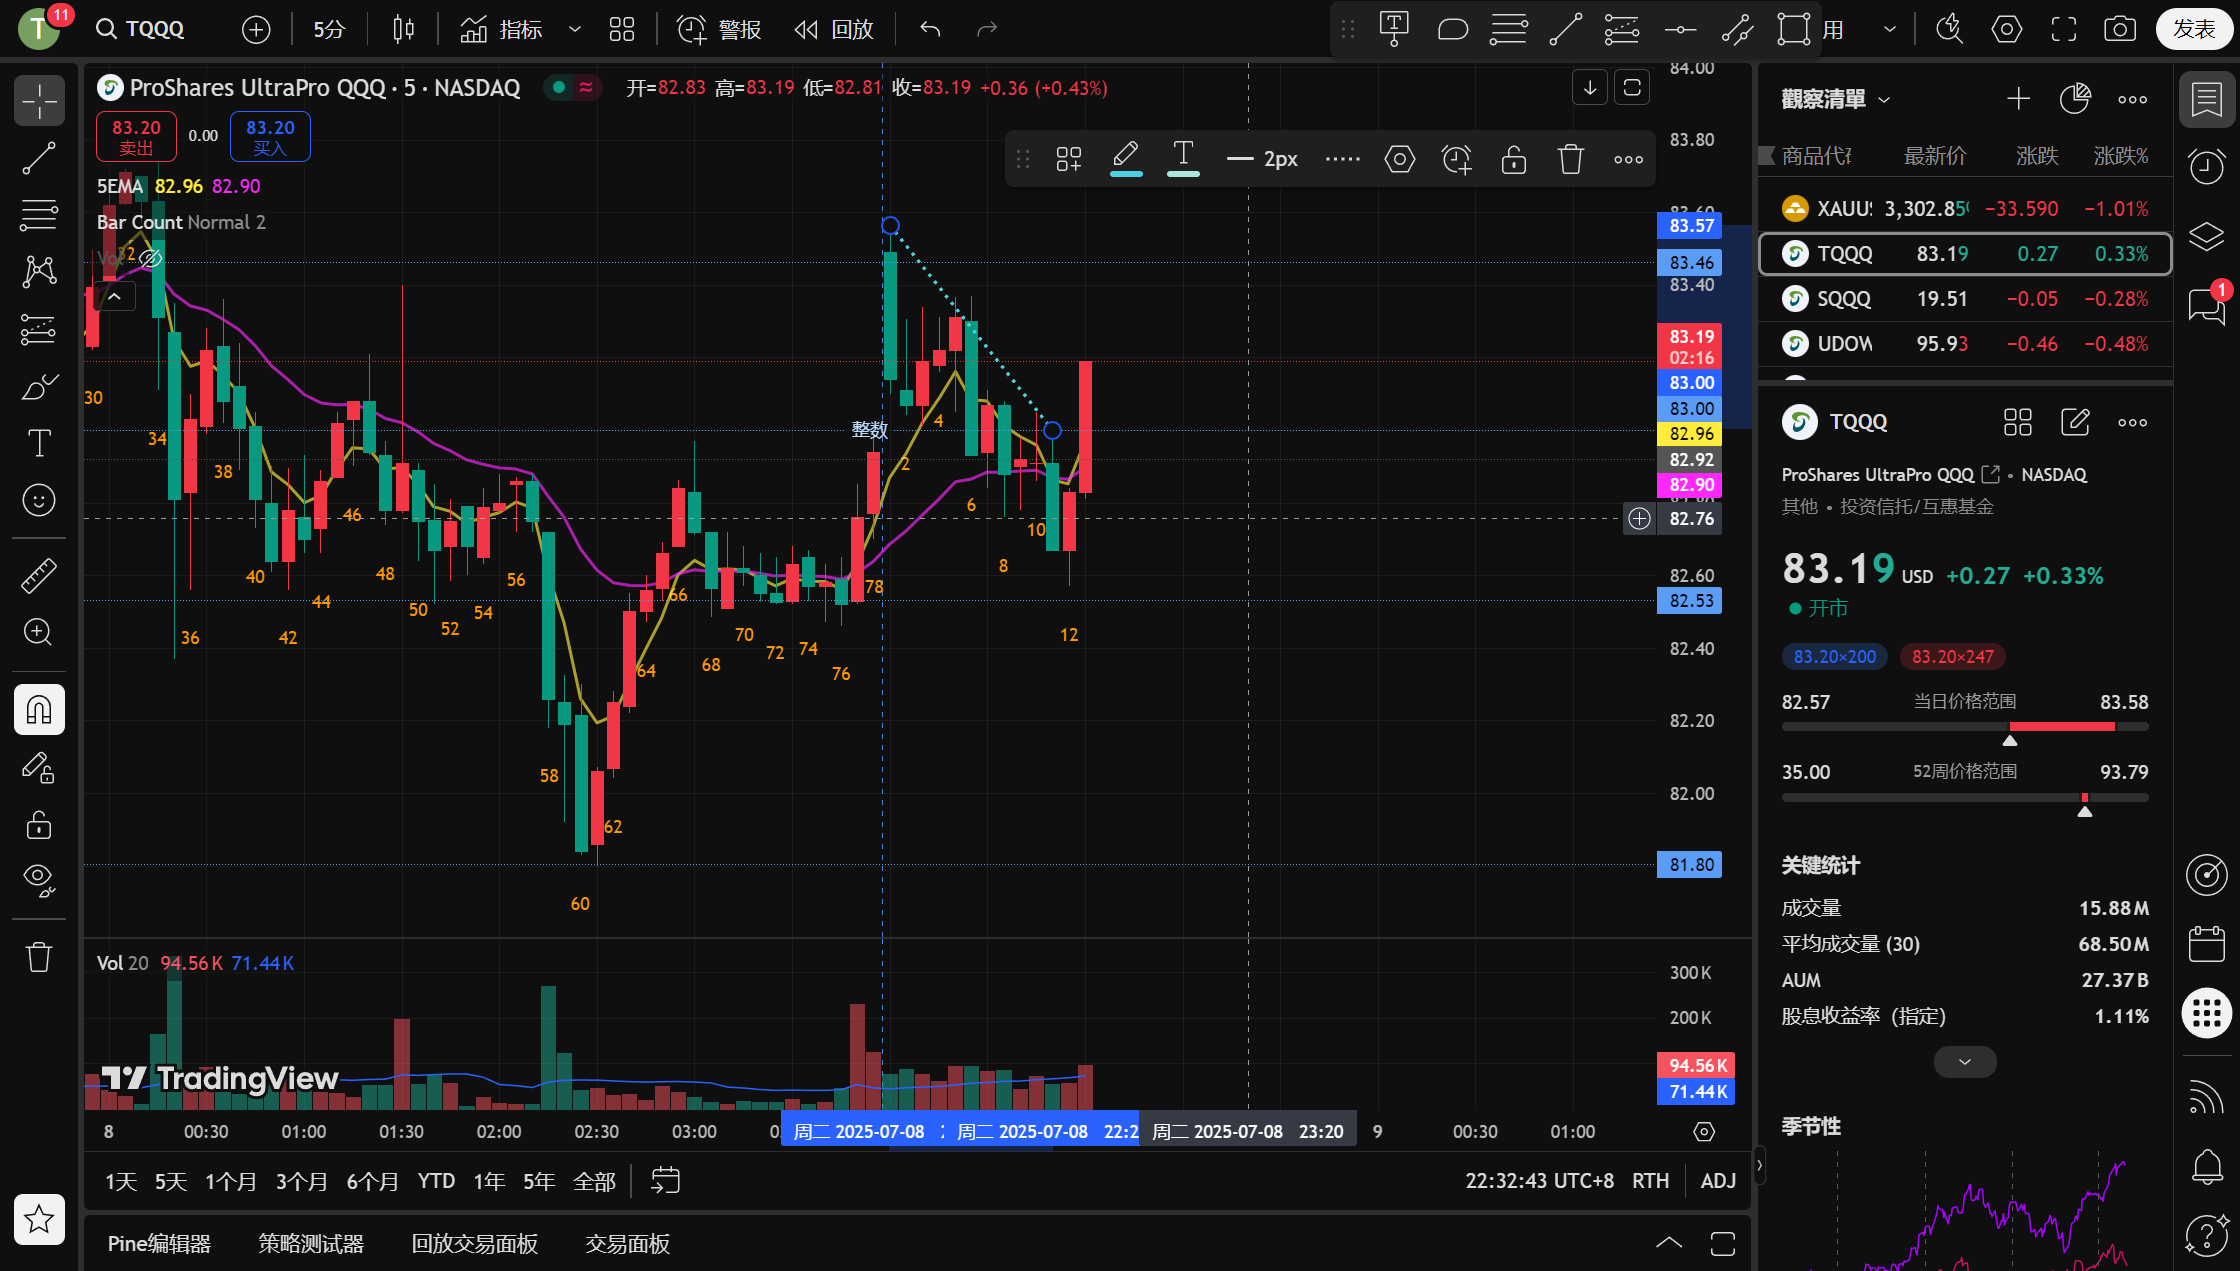 T
11
TQQQ
5分
指标
警报
回放
用
发表
ProShares UltraPro QQQ · 5 · NASDAQ
开=82.83 高=83.19 低=82.81 收=83.19 +0.36 (+0.43%)
83.20
卖出
0.00
83.20
买入
5EMA 82.96 82.90
Bar Count Normal 2
2px
整数
30
32
34
36
38
40
42
44
46
48
50
52
54
56
58
60
62
64
66
68
70
72
74
76
78
2
4
6
8
10
12
84.00
83.80
83.57
83.46
83.40
83.19
02:16
83.00
83.00
82.96
82.92
82.90
82.76
82.60
82.53
82.40
82.20
82.00
81.80
Vol 20 94.56 K 71.44 K
300 K
200 K
94.56 K
71.44 K
TradingView
8
00:30
01:00
01:30
02:00
02:30
03:00
周二 2025-07-08
周二 2025-07-08 22:2
周二 2025-07-08 23:20
9
00:30
01:00
1天 5天 1个月 3个月 6个月 YTD 1年 5年 全部
22:32:43 UTC+8 RTH ADJ
Pine编辑器 策略测试器 回放交易面板 交易面板
觀察清單
商品代 最新价 涨跌 涨跌%
XAUU 3,302.85 −33.590 −1.01%
TQQQ 83.19 0.27 0.33%
SQQQ 19.51 −0.05 −0.28%
UDOW 95.93 −0.46 −0.48%
TQQQ
ProShares UltraPro QQQ • NASDAQ
其他 • 投资信托/互惠基金
83.19 USD +0.27 +0.33%
开市
83.20×200 83.20×247
82.57 当日价格范围 83.58
35.00 52周价格范围 93.79
关键统计
成交量 15.88 M
平均成交量 (30) 68.50 M
AUM 27.37 B
股息收益率（指定） 1.11%
季节性
1